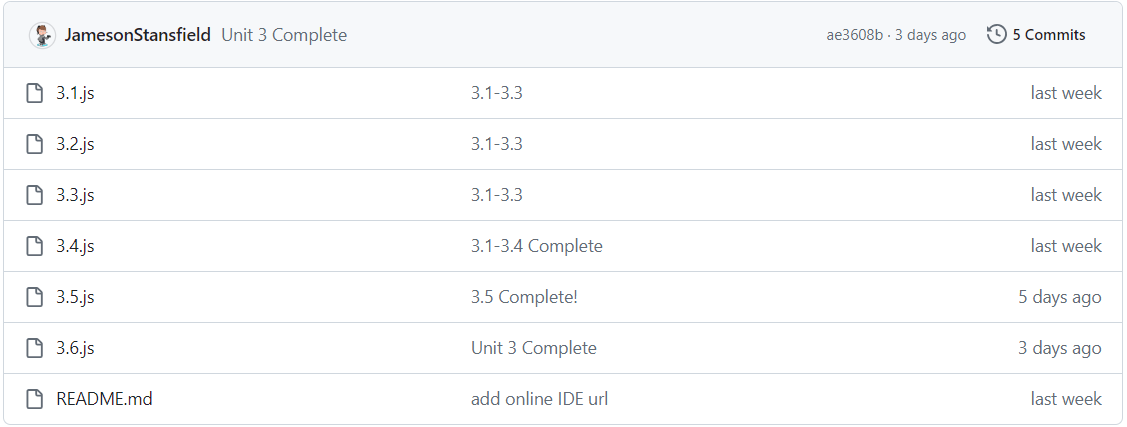 JamesonStansfield Unit 3 Complete ae3608b · 3 days ago 5 Commits
3.1.js 3.1-3.3 last week
3.2.js 3.1-3.3 last week
3.3.js 3.1-3.3 last week
3.4.js 3.1-3.4 Complete last week
3.5.js 3.5 Complete! 5 days ago
3.6.js Unit 3 Complete 3 days ago
README.md add online IDE url last week